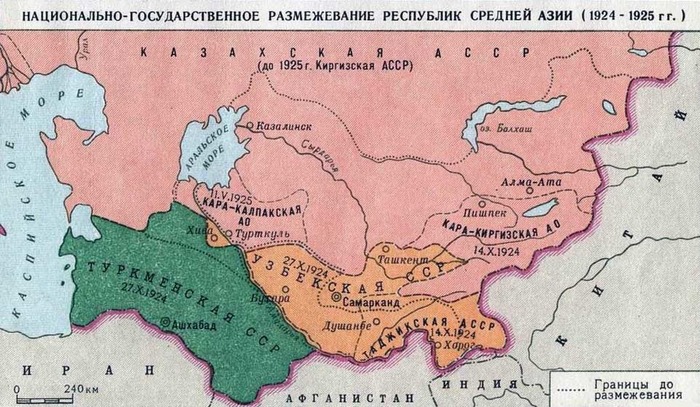 НАЦИОНАЛЬНО-ГОСУДАРСТВЕННОЕ РАЗМЕЖЕВАНИЕ РЕСПУБЛИК СРЕДНЕЙ АЗИИ (1924 - 1925 гг.)
КАЗАХСКАЯ АССР
(до 1925 г. Киргизская АССР)
Урал
КАСПИЙСКОЕ МОРЕ
АРАЛЬСКОЕ
МОРЕ
Казалинск
Сырдарья
оз. Балхаш
Алма-Ата
Пишпек
11.V.1925
КАРА-КАЛПАКСКАЯ
АО
Турткуль
Хива
КАРА-КИРГИЗСКАЯ АО
14.X.1924
Ташкент
27.X.1924
УЗБЕКСКАЯ ССР
Бухара
Самарканд
ТУРКМЕНСКАЯ ССР
27.X.1924
Ашхабад
Душанбе
ТАДЖИКСКАЯ АССР
14.X.1924
Харог
КИТАЙ
ИРАН
АФГАНИСТАН
ИНДИЯ
0 240 км
Границы до
размежевания